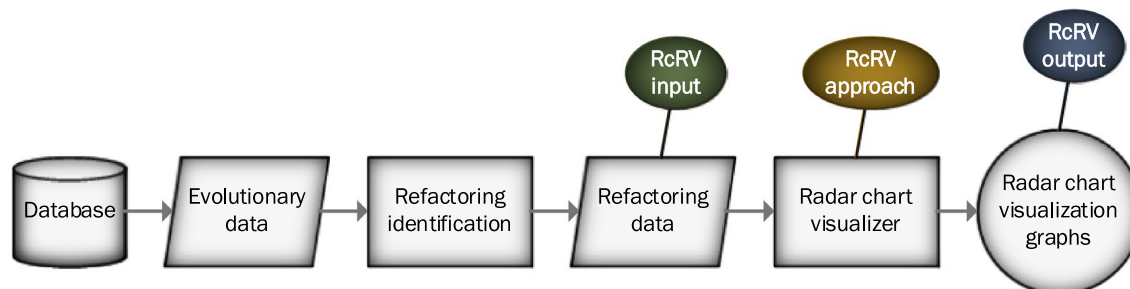 RcRV
input
RcRV
approach
RcRV
output
Database
Evolutionary
data
Refactoring
identification
Refactoring
data
Radar chart
visualizer
Radar chart
visualization
graphs